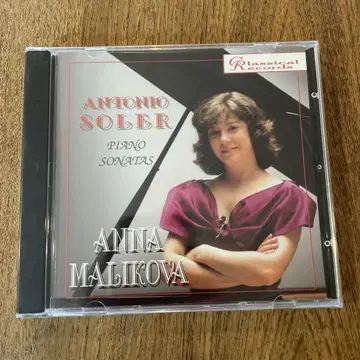 Classical
Records
ANTONIO
SOLER
PIANO
SONATAS
ANNA
MALIKOVA